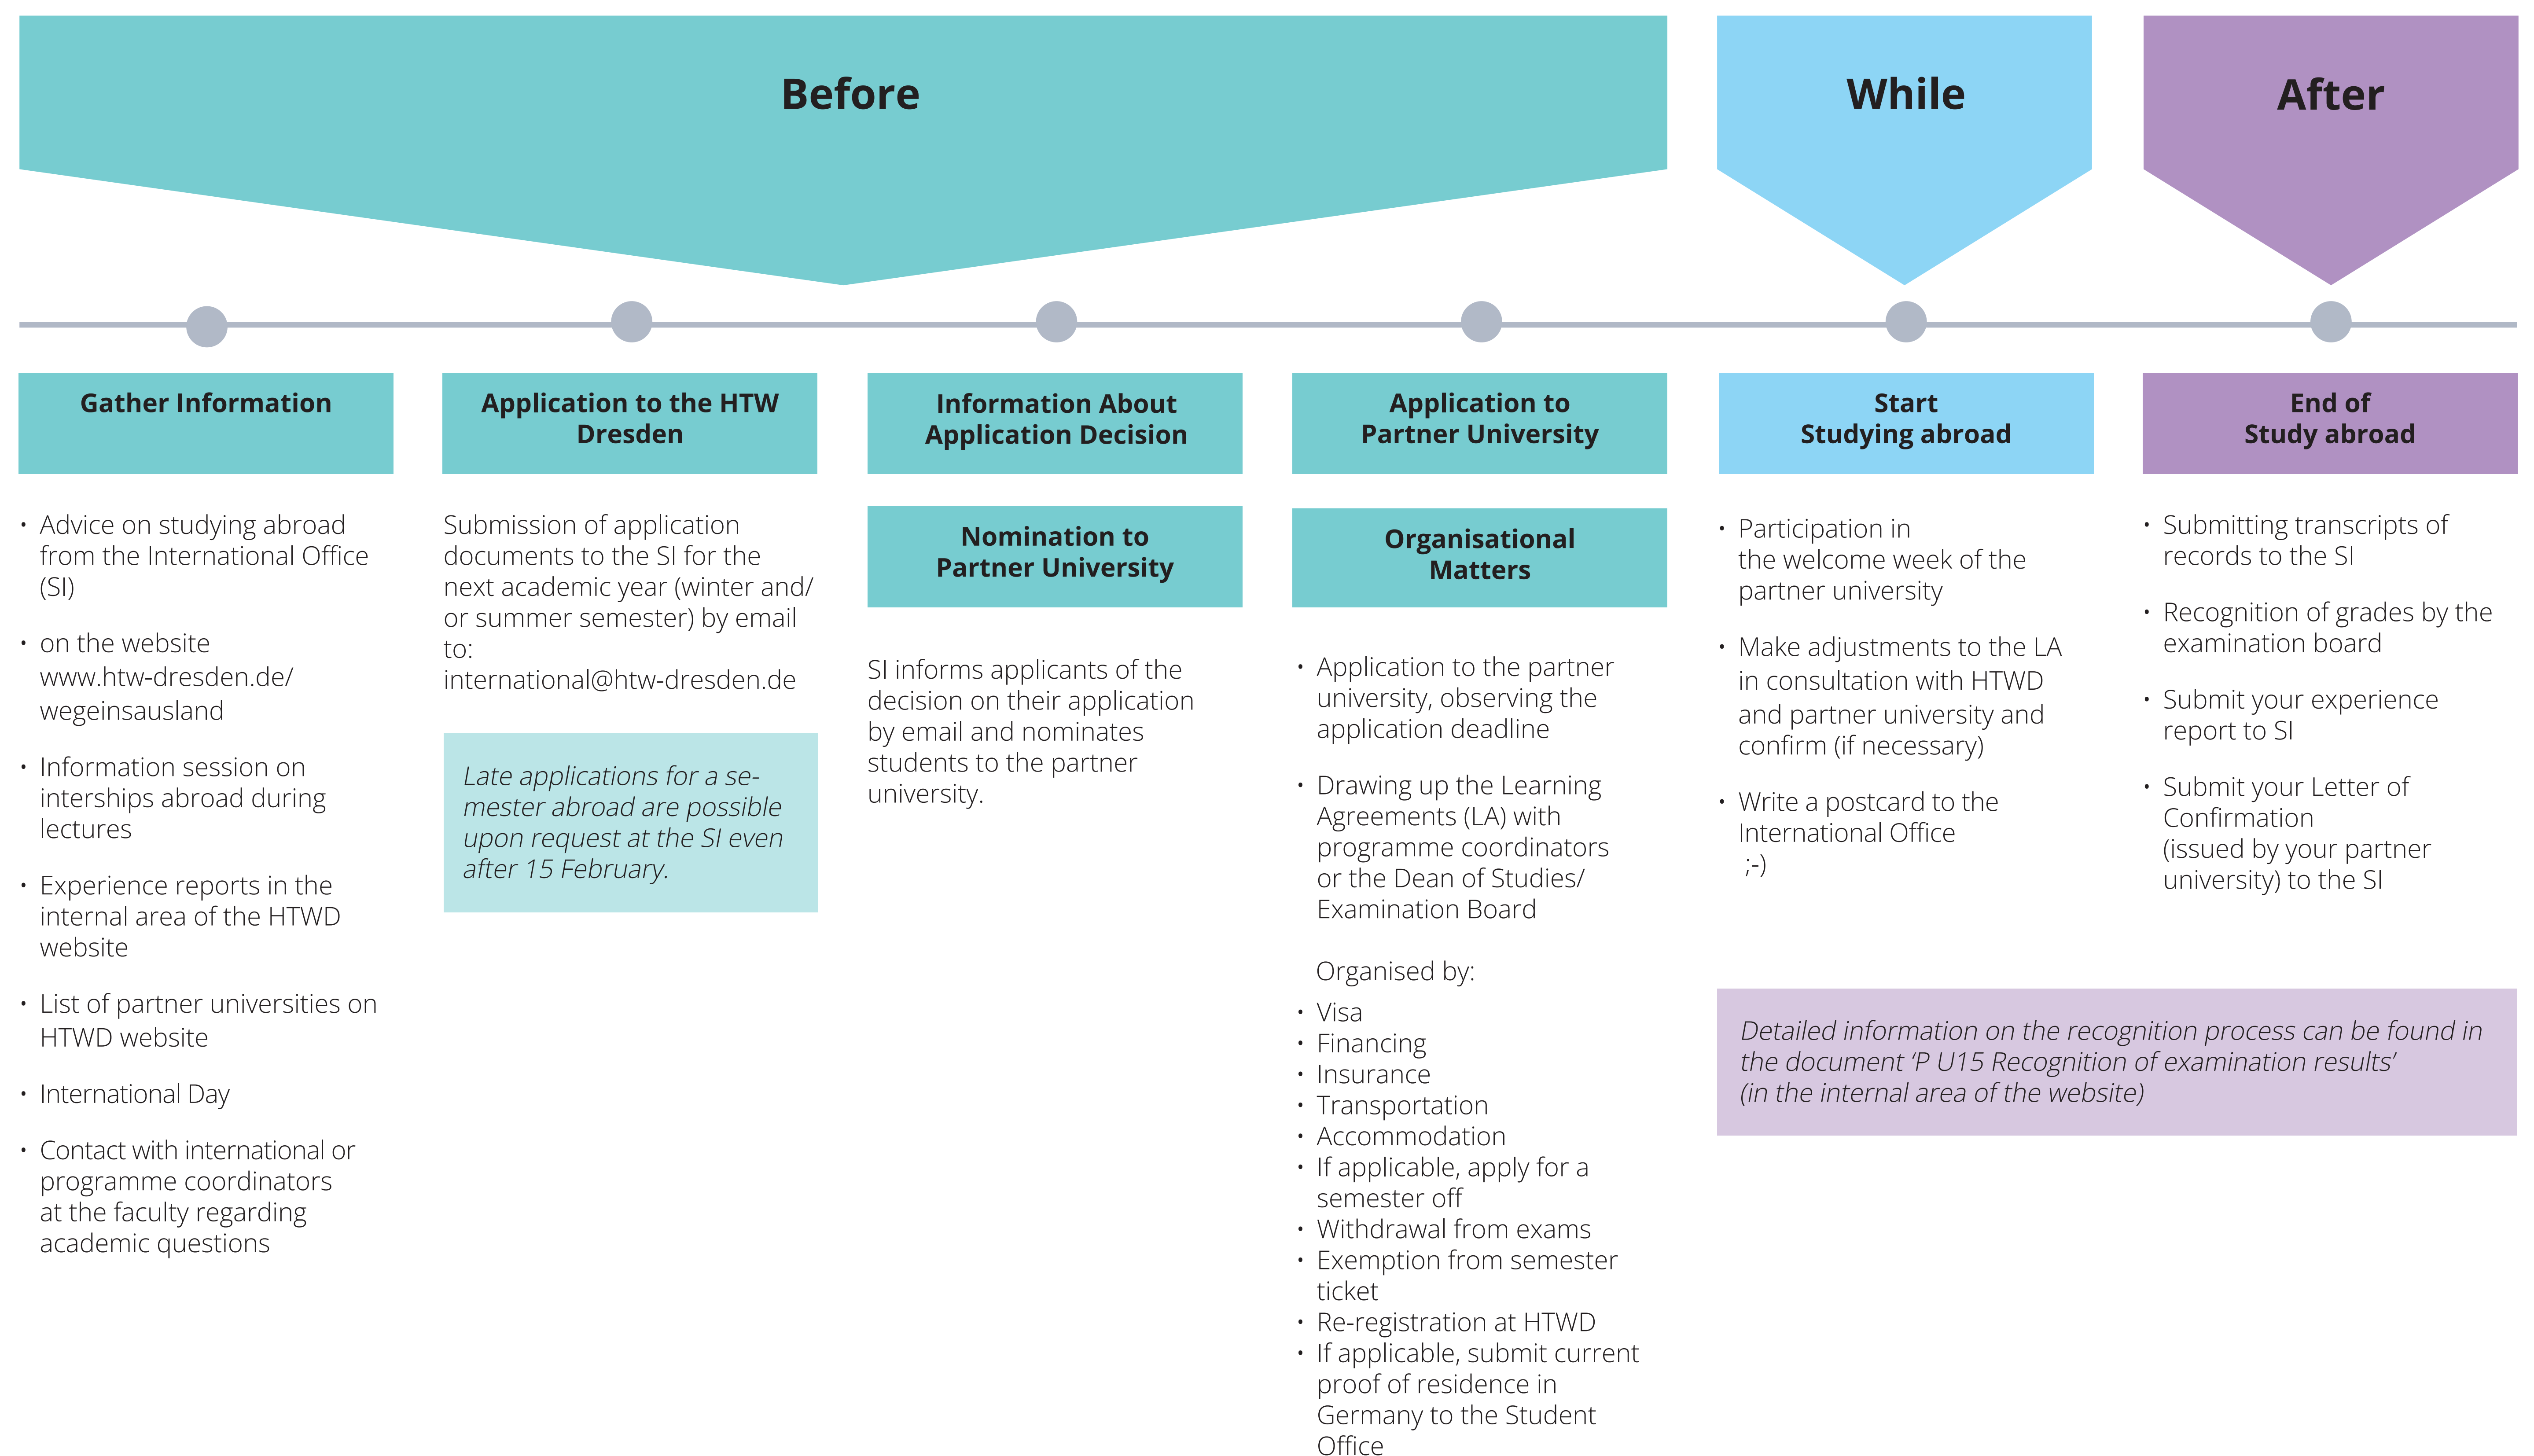 Before
While
After
Gather Information
• Advice on studying abroad
from the International Office
(SI)
• on the website
www.htw-dresden.de/
wegeinsausland
• Information session on
interships abroad during
lectures
• Experience reports in the
internal area of the HTWD
website
• List of partner universities on
HTWD website
• International Day
• Contact with international or
programme coordinators
at the faculty regarding
academic questions
Application to the HTW
Dresden
Submission of application
documents to the SI for the
next academic year (winter and/
or summer semester) by email
to:
international@htw-dresden.de
Late applications for a se-
mester abroad are possible
upon request at the SI even
after 15 February.
Information About
Application Decision
Nomination to
Partner University
SI informs applicants of the
decision on their application
by email and nominates
students to the partner
university.
Application to
Partner University
Organisational
Matters
• Application to the partner
university, observing the
application deadline
• Drawing up the Learning
Agreements (LA) with
programme coordinators
or the Dean of Studies/
Examination Board
Organised by:
• Visa
• Financing
• Insurance
• Transportation
• Accommodation
• If applicable, apply for a
semester off
• Withdrawal from exams
• Exemption from semester
ticket
• Re-registration at HTWD
• If applicable, submit current
proof of residence in
Germany to the Student
Office
Start
Studying abroad
• Participation in
the welcome week of the
partner university
• Make adjustments to the LA
in consultation with HTWD
and partner university and
confirm (if necessary)
• Write a postcard to the
International Office
;-)
End of
Study abroad
• Submitting transcripts of
records to the SI
• Recognition of grades by the
examination board
• Submit your experience
report to SI
• Submit your Letter of
Confirmation
(issued by your partner
university) to the SI
Detailed information on the recognition process can be found in
the document ‘P U15 Recognition of examination results’
(in the internal area of the website)